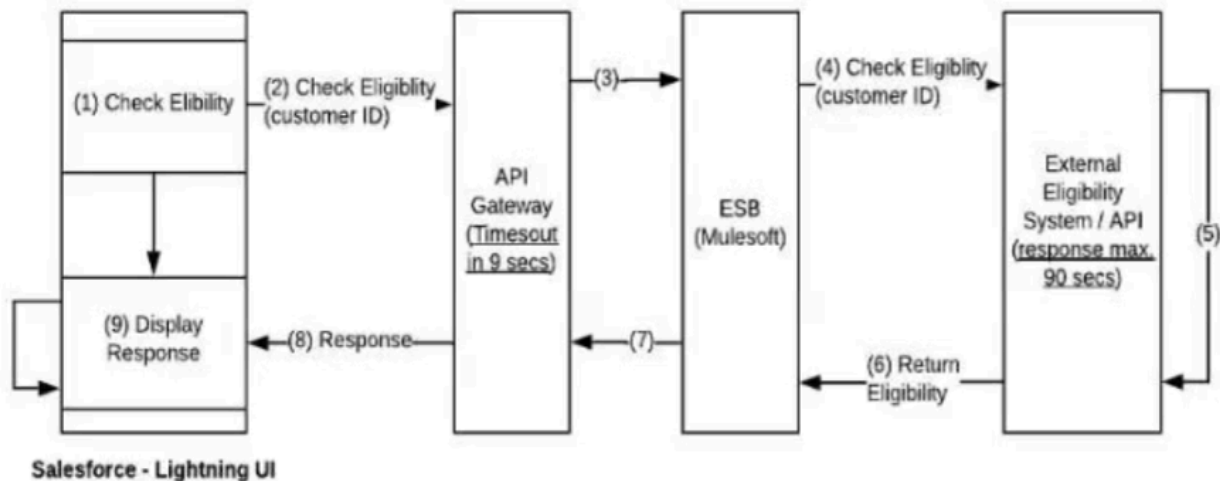 (1) Check Elibility
(2) Check Eligiblity
(customer ID)
(3)
(4) Check Eligiblity
(customer ID)
API
Gateway
(Timesout
in 9 secs)
ESB
(Mulesoft)
External
Eligibility
System / API
(response max.
90 secs)
(5)
(6) Return
Eligibility
(7)
(8) Response
(9) Display
Response
Salesforce - Lightning UI